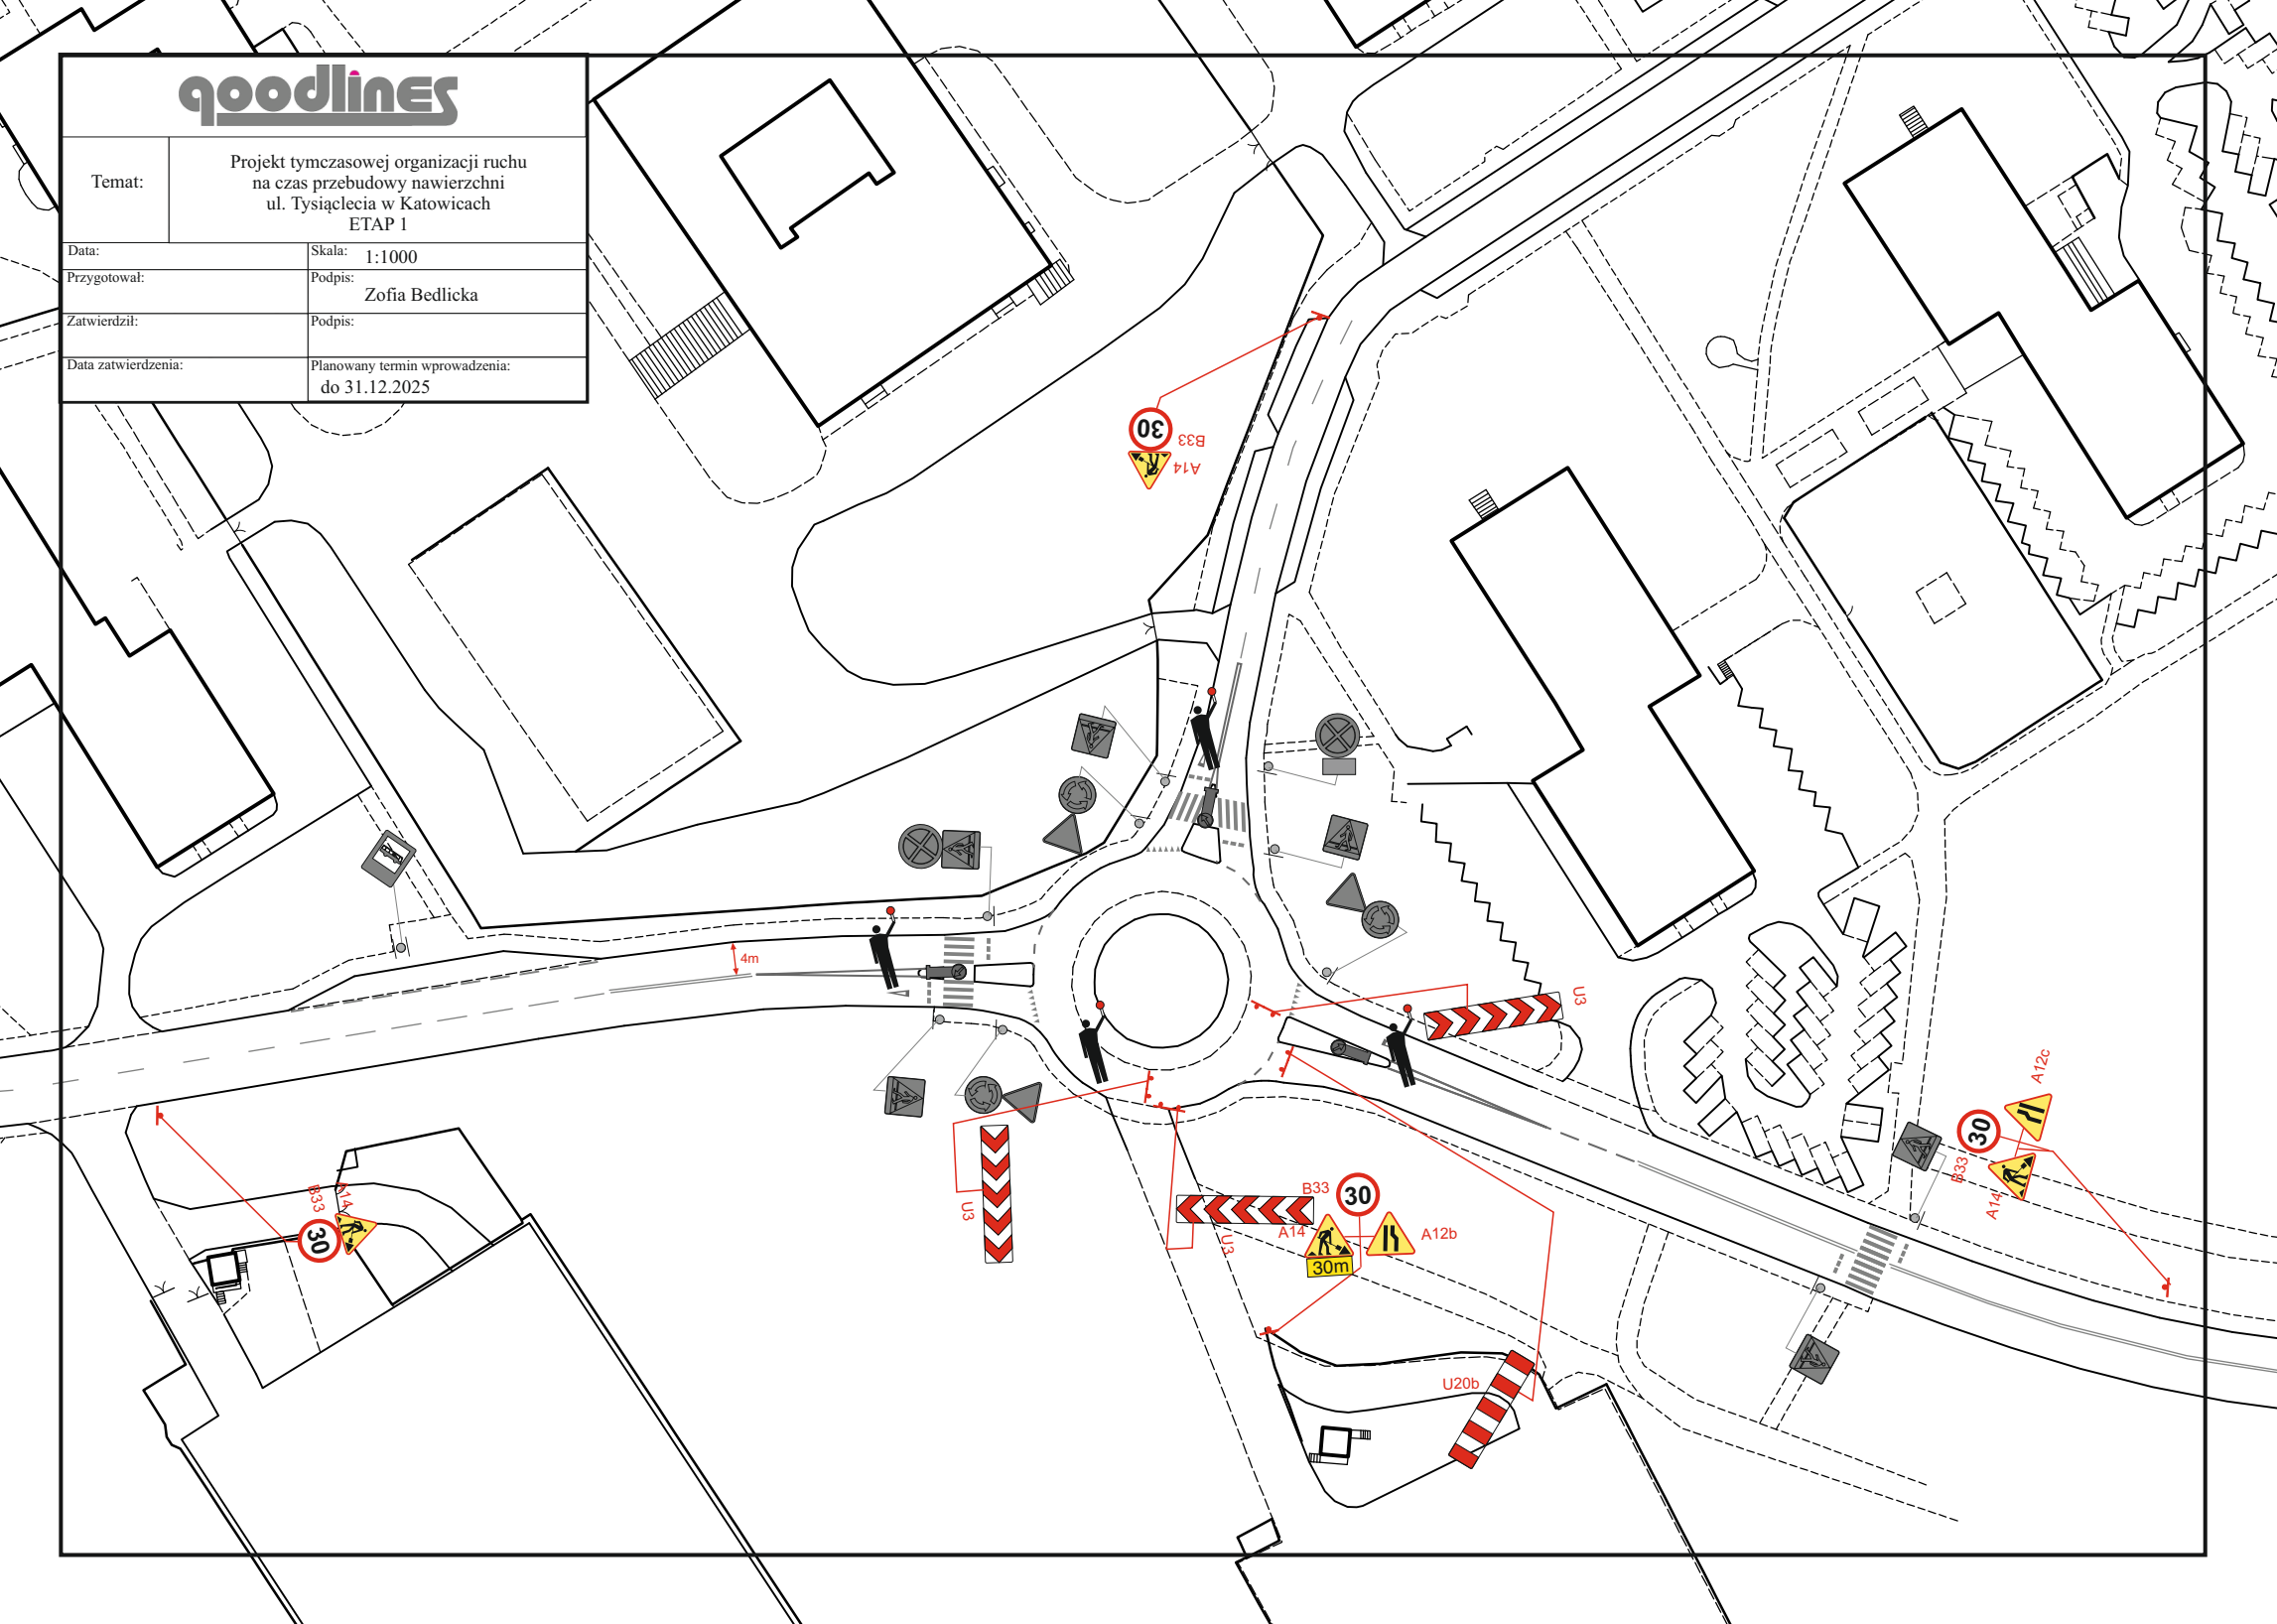 goodlines
Temat:
Projekt tymczasowej organizacji ruchu
na czas przebudowy nawierzchni
ul. Tysiąclecia w Katowicach
ETAP 1
Data:
Skala: 1:1000
Przygotował:
Podpis:
Zofia Bedlicka
Zatwierdził:
Podpis:
Data zatwierdzenia:
Planowany termin wprowadzenia:
do 31.12.2025
30
B33
A14
4m
U3
A12c
30
B33
A14
B33
A14
30
U3
U3
B33
30
A14
A12b
30m
U20b